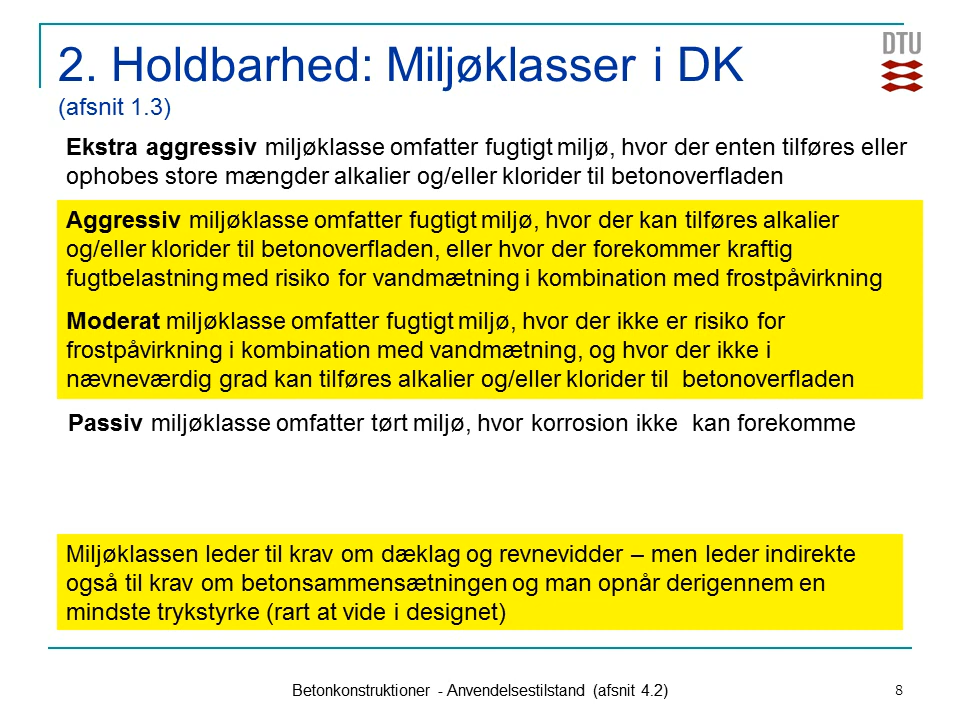 2. Holdbarhed: Miljøklasser i DK
(afsnit 1.3)
DTU
Ekstra aggressiv miljøklasse omfatter fugtigt miljø, hvor der enten tilføres eller
ophobes store mængder alkalier og/eller klorider til betonoverfladen
Aggressiv miljøklasse omfatter fugtigt miljø, hvor der kan tilføres alkalier
og/eller klorider til betonoverfladen, eller hvor der forekommer kraftig
fugtbelastning med risiko for vandmætning i kombination med frostpåvirkning
Moderat miljøklasse omfatter fugtigt miljø, hvor der ikke er risiko for
frostpåvirkning i kombination med vandmætning, og hvor der ikke i
nævneværdig grad kan tilføres alkalier og/eller klorider til betonoverfladen
Passiv miljøklasse omfatter tørt miljø, hvor korrosion ikke kan forekomme
Miljøklassen leder til krav om dæklag og revnevidder – men leder indirekte
også til krav om betonsammensætningen og man opnår derigennem en
mindste trykstyrke (rart at vide i designet)
Betonkonstruktioner - Anvendelsestilstand (afsnit 4.2)
8